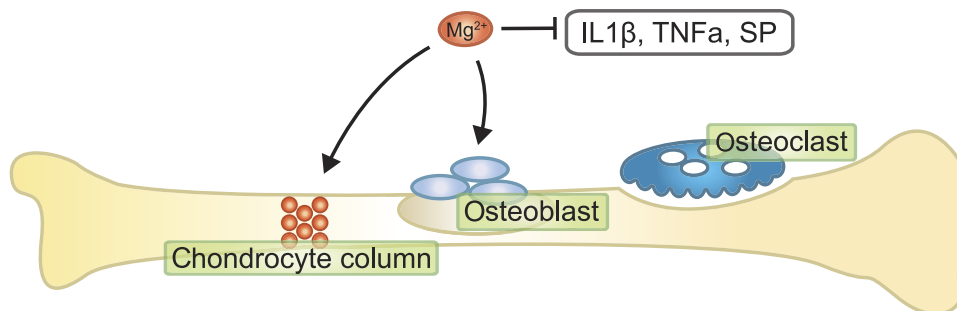 Mg²⁺
IL1β, TNFa, SP
Osteoclast
Osteoblast
Chondrocyte column